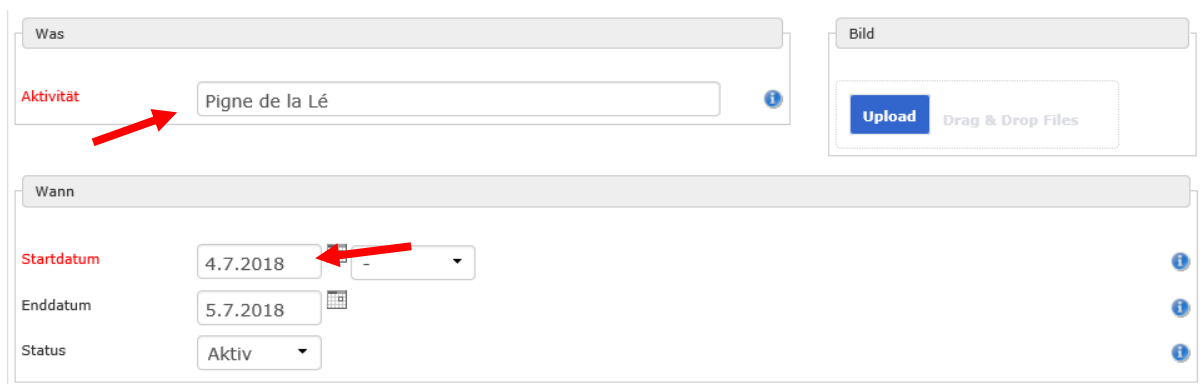 Was
Bild
Aktivität
Pigne de la Lé
Upload
Drag & Drop Files
Wann
Startdatum
4.7.2018
-
Enddatum
5.7.2018
Status
Aktiv